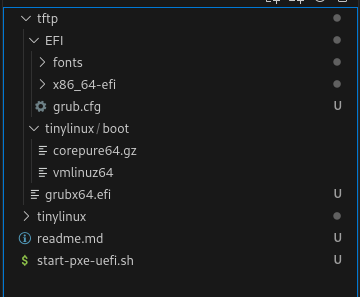 tftp
EFI
fonts
x86_64-efi
grub.cfg
tinylinux / boot
corepure64.gz
vmlinuz64
grubx64.efi U
tinylinux
readme.md U
$ start-pxe-uefi.sh U